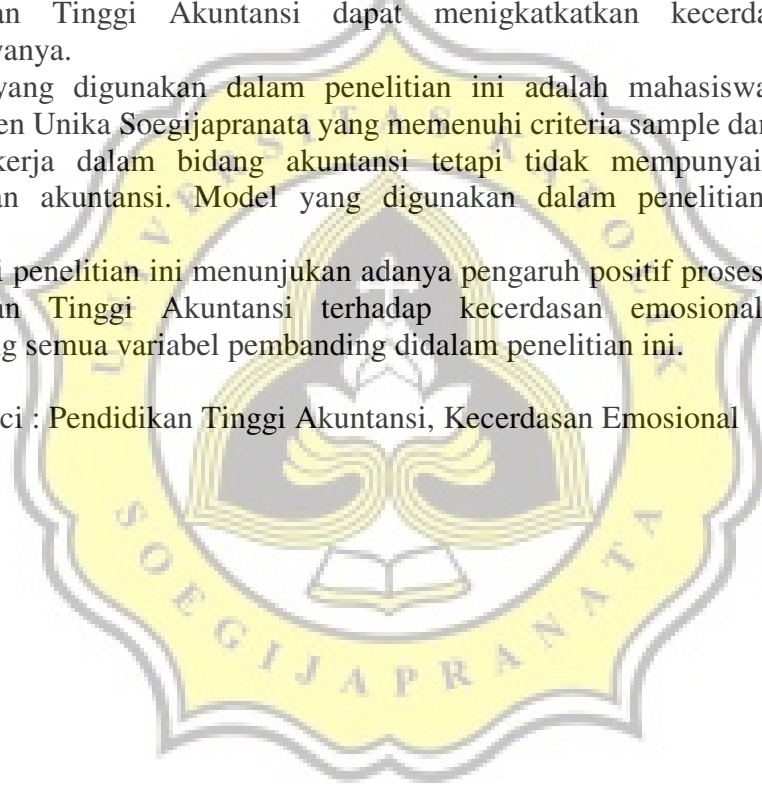 an Tinggi Akuntansi dapat menigkatkatkan kecerda
vanya.
yang digunakan dalam penelitian ini adalah mahasiswa
en Unika Soegijapranata yang memenuhi criteria sample dan
kerja dalam bidang akuntansi tetapi tidak mempunyai
an akuntansi. Model yang digunakan dalam penelitian
i penelitian ini menunjukan adanya pengaruh positif proses
an Tinggi Akuntansi terhadap kecerdasan emosional
g semua variabel pembanding didalam penelitian ini.
ci : Pendidikan Tinggi Akuntansi, Kecerdasan Emosional
UNIVERSITAS KATOLIK
SOEGIJAPRANATA